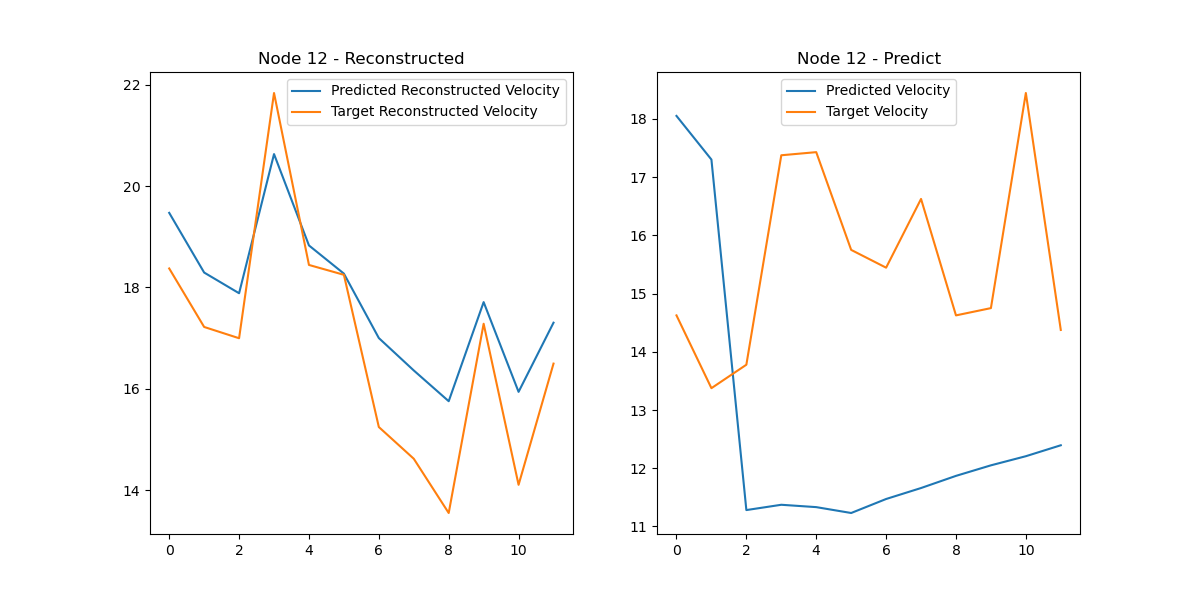 Node 12 - Reconstructed
Predicted Reconstructed Velocity
Target Reconstructed Velocity
22
20
18
16
14
0 2 4 6 8 10
Node 12 - Predict
Predicted Velocity
Target Velocity
18
17
16
15
14
13
12
11
0 2 4 6 8 10